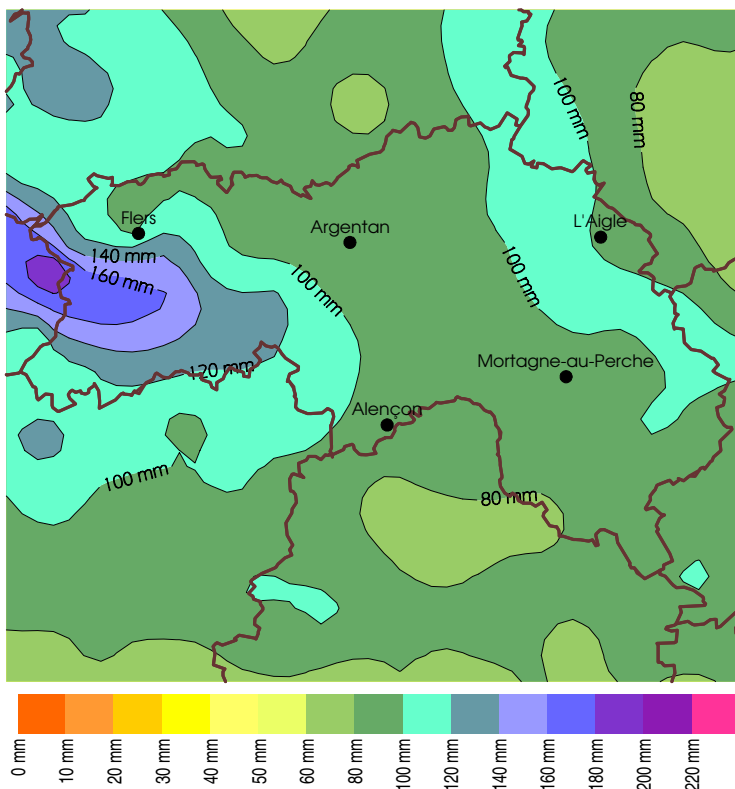 100 mm
80 mm
Flers
L'Aigle
Argentan
140 mm
160 mm
100 mm
100 mm
Mortagne-au-Perche
120 mm
Alençon
100 mm
80 mm
0 mm
10 mm
20 mm
30 mm
40 mm
50 mm
60 mm
80 mm
100 mm
120 mm
140 mm
160 mm
180 mm
200 mm
220 mm